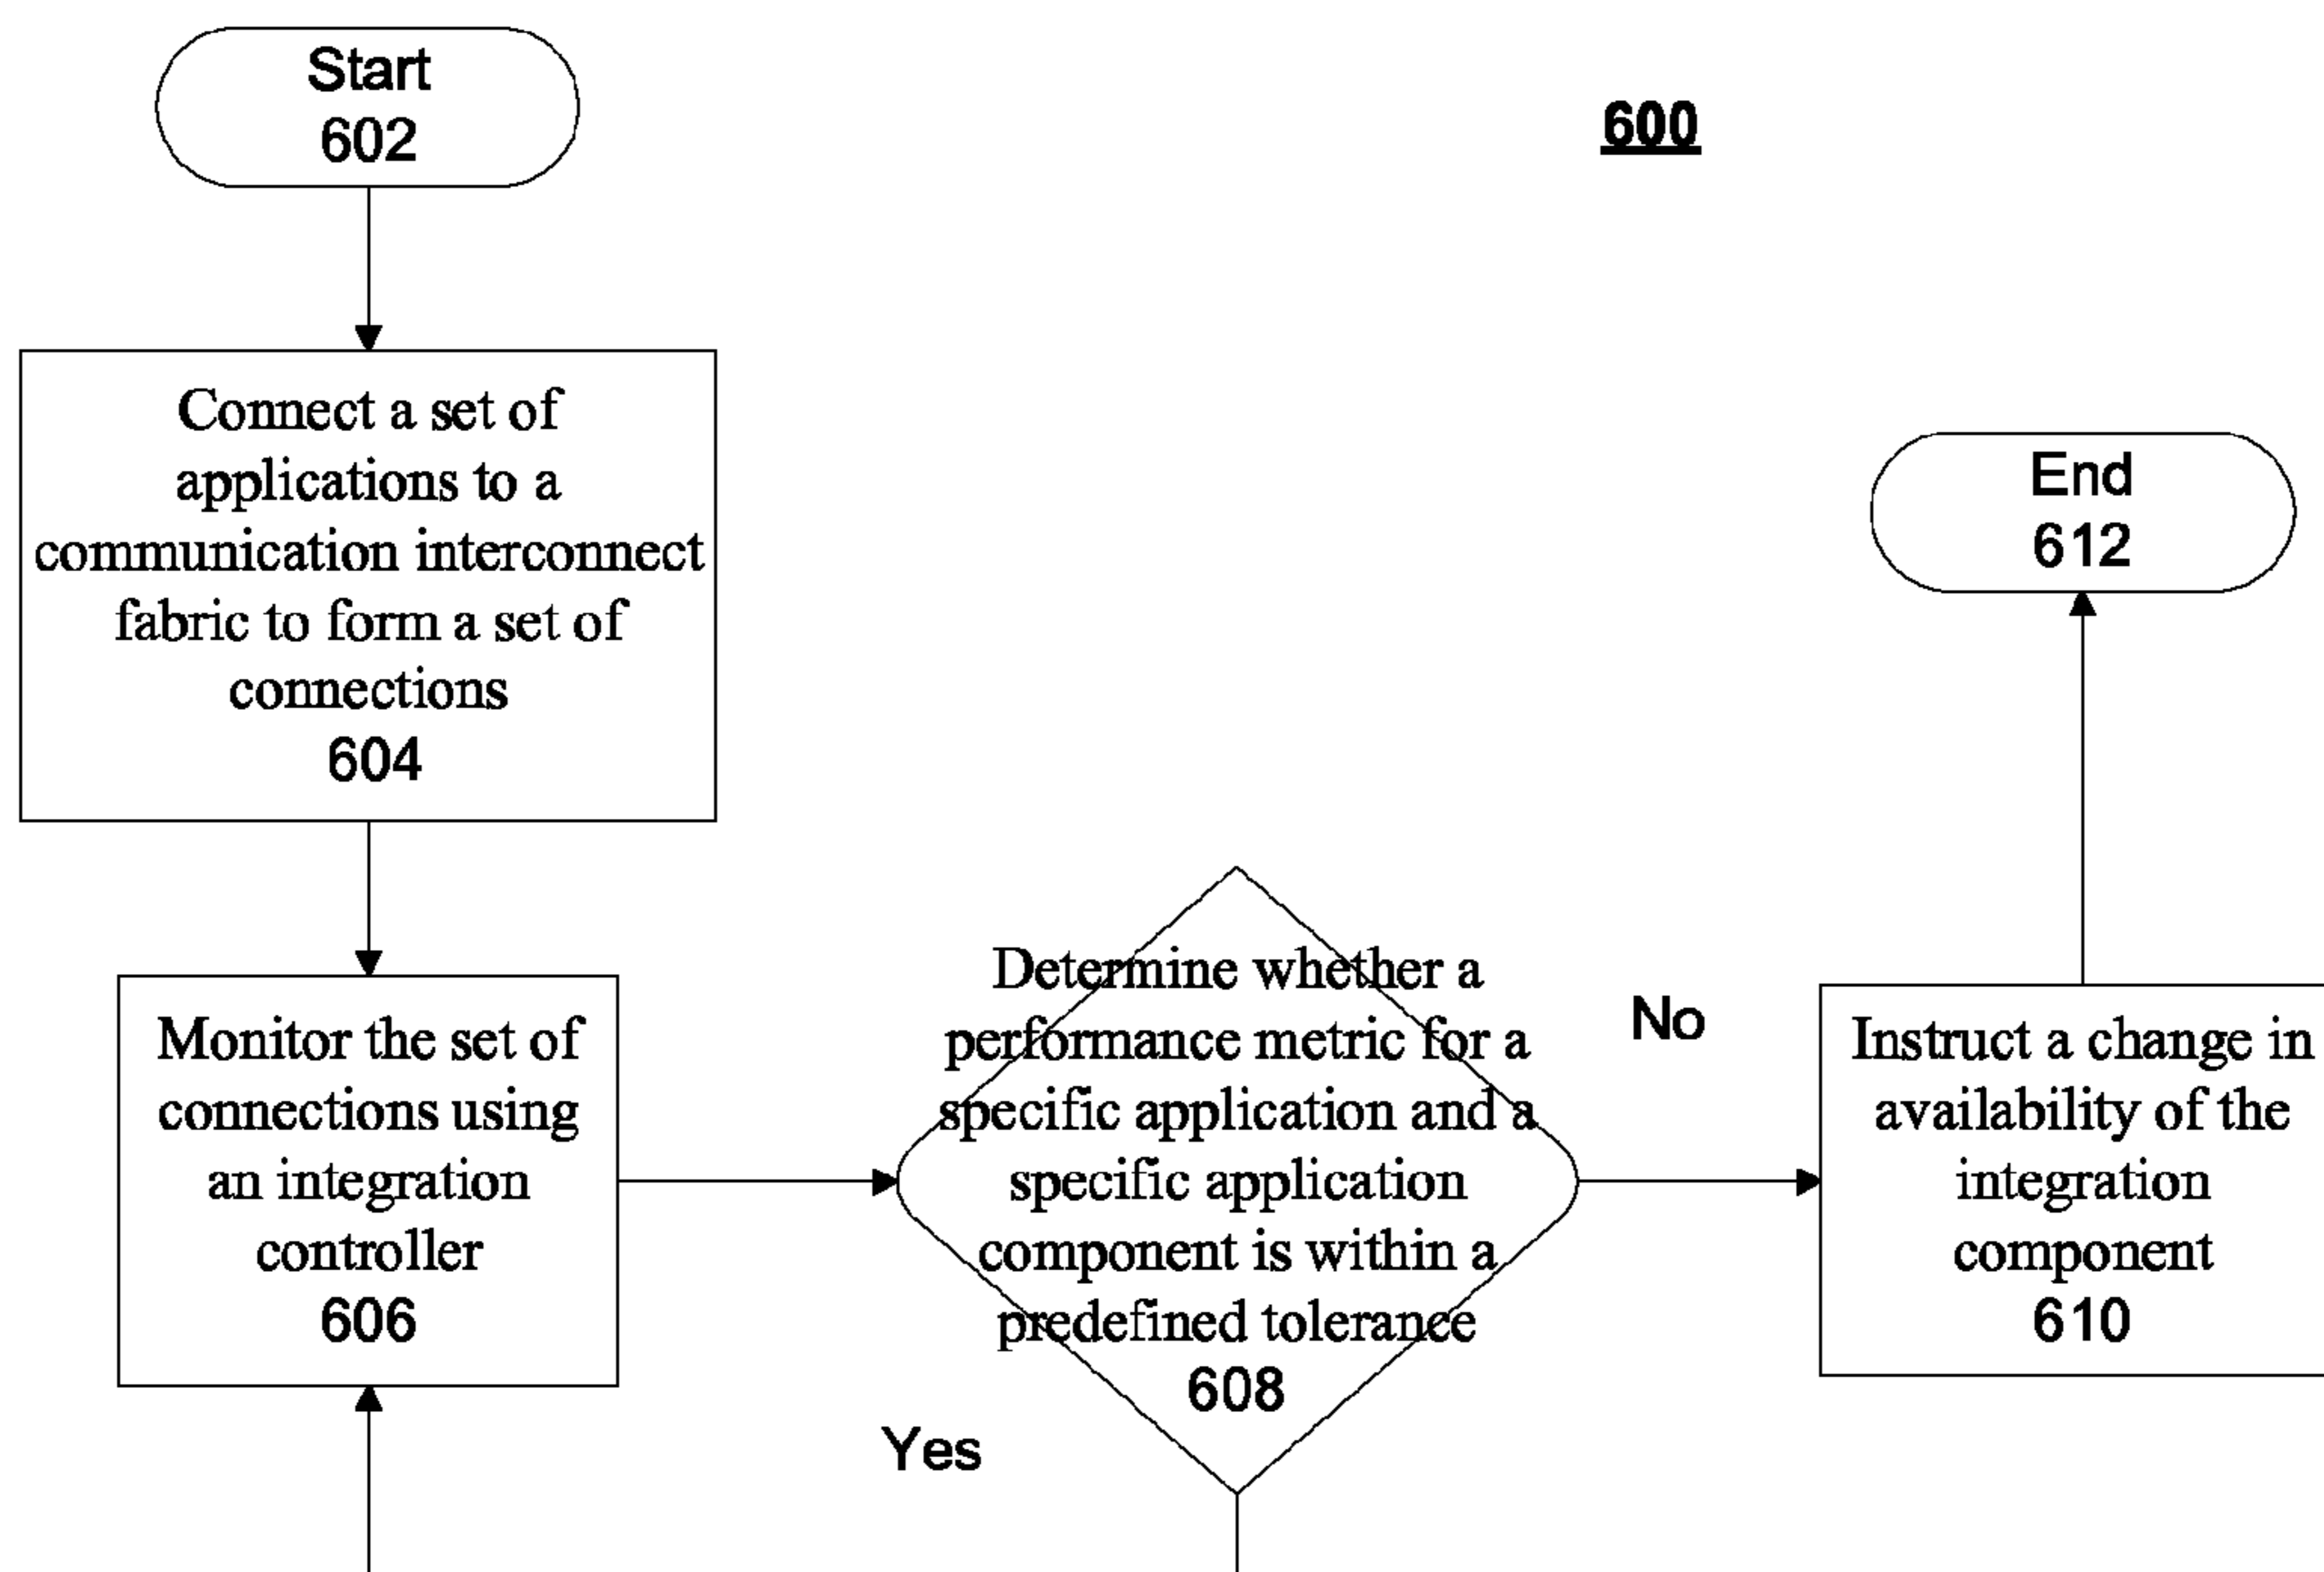 Start
602
600
Connect a set of
applications to a
communication interconnect
fabric to form a set of
connections
604
End
612
Monitor the set of
connections using
an integration
controller
606
Determine whether a
performance metric for a
specific application and a
specific application
component is within a
predefined tolerance
608
No
Yes
Instruct a change in
availability of the
integration
component
610